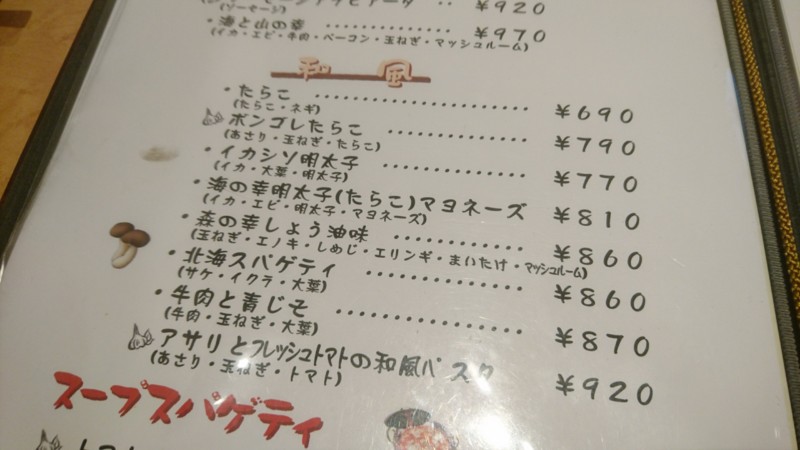 (ソーセージ)
¥920
・海と山の幸
¥970
(イカ・エビ・牛肉・ベーコン・玉ねぎ・マッシュルーム)
和風
・たらこ ………………………… ¥690
(たらこ・ネギ)
ボンゴレたらこ ………………… ¥790
(あさり・玉ねぎ・たらこ)
・イカシソ明太子 ………………… ¥770
(イカ・大葉・明太子)
・海の幸明太子(たらこ)マヨネーズ ¥810
(イカ・エビ・明太子・マヨネーズ)
・森の幸しょう油味 ……………… ¥860
(玉ねぎ・エノキ・しめじ・エリンギ・まいたけ・マッシュルーム)
・北海スパゲティ ………………… ¥860
(サケ・イクラ・大葉)
・牛肉と青じそ …………………… ¥870
(牛肉・玉ねぎ・大葉)
アサリとフレッシュトマトの和風バスク ¥920
(あさり・玉ねぎ・トマト)
スープスパゲティ